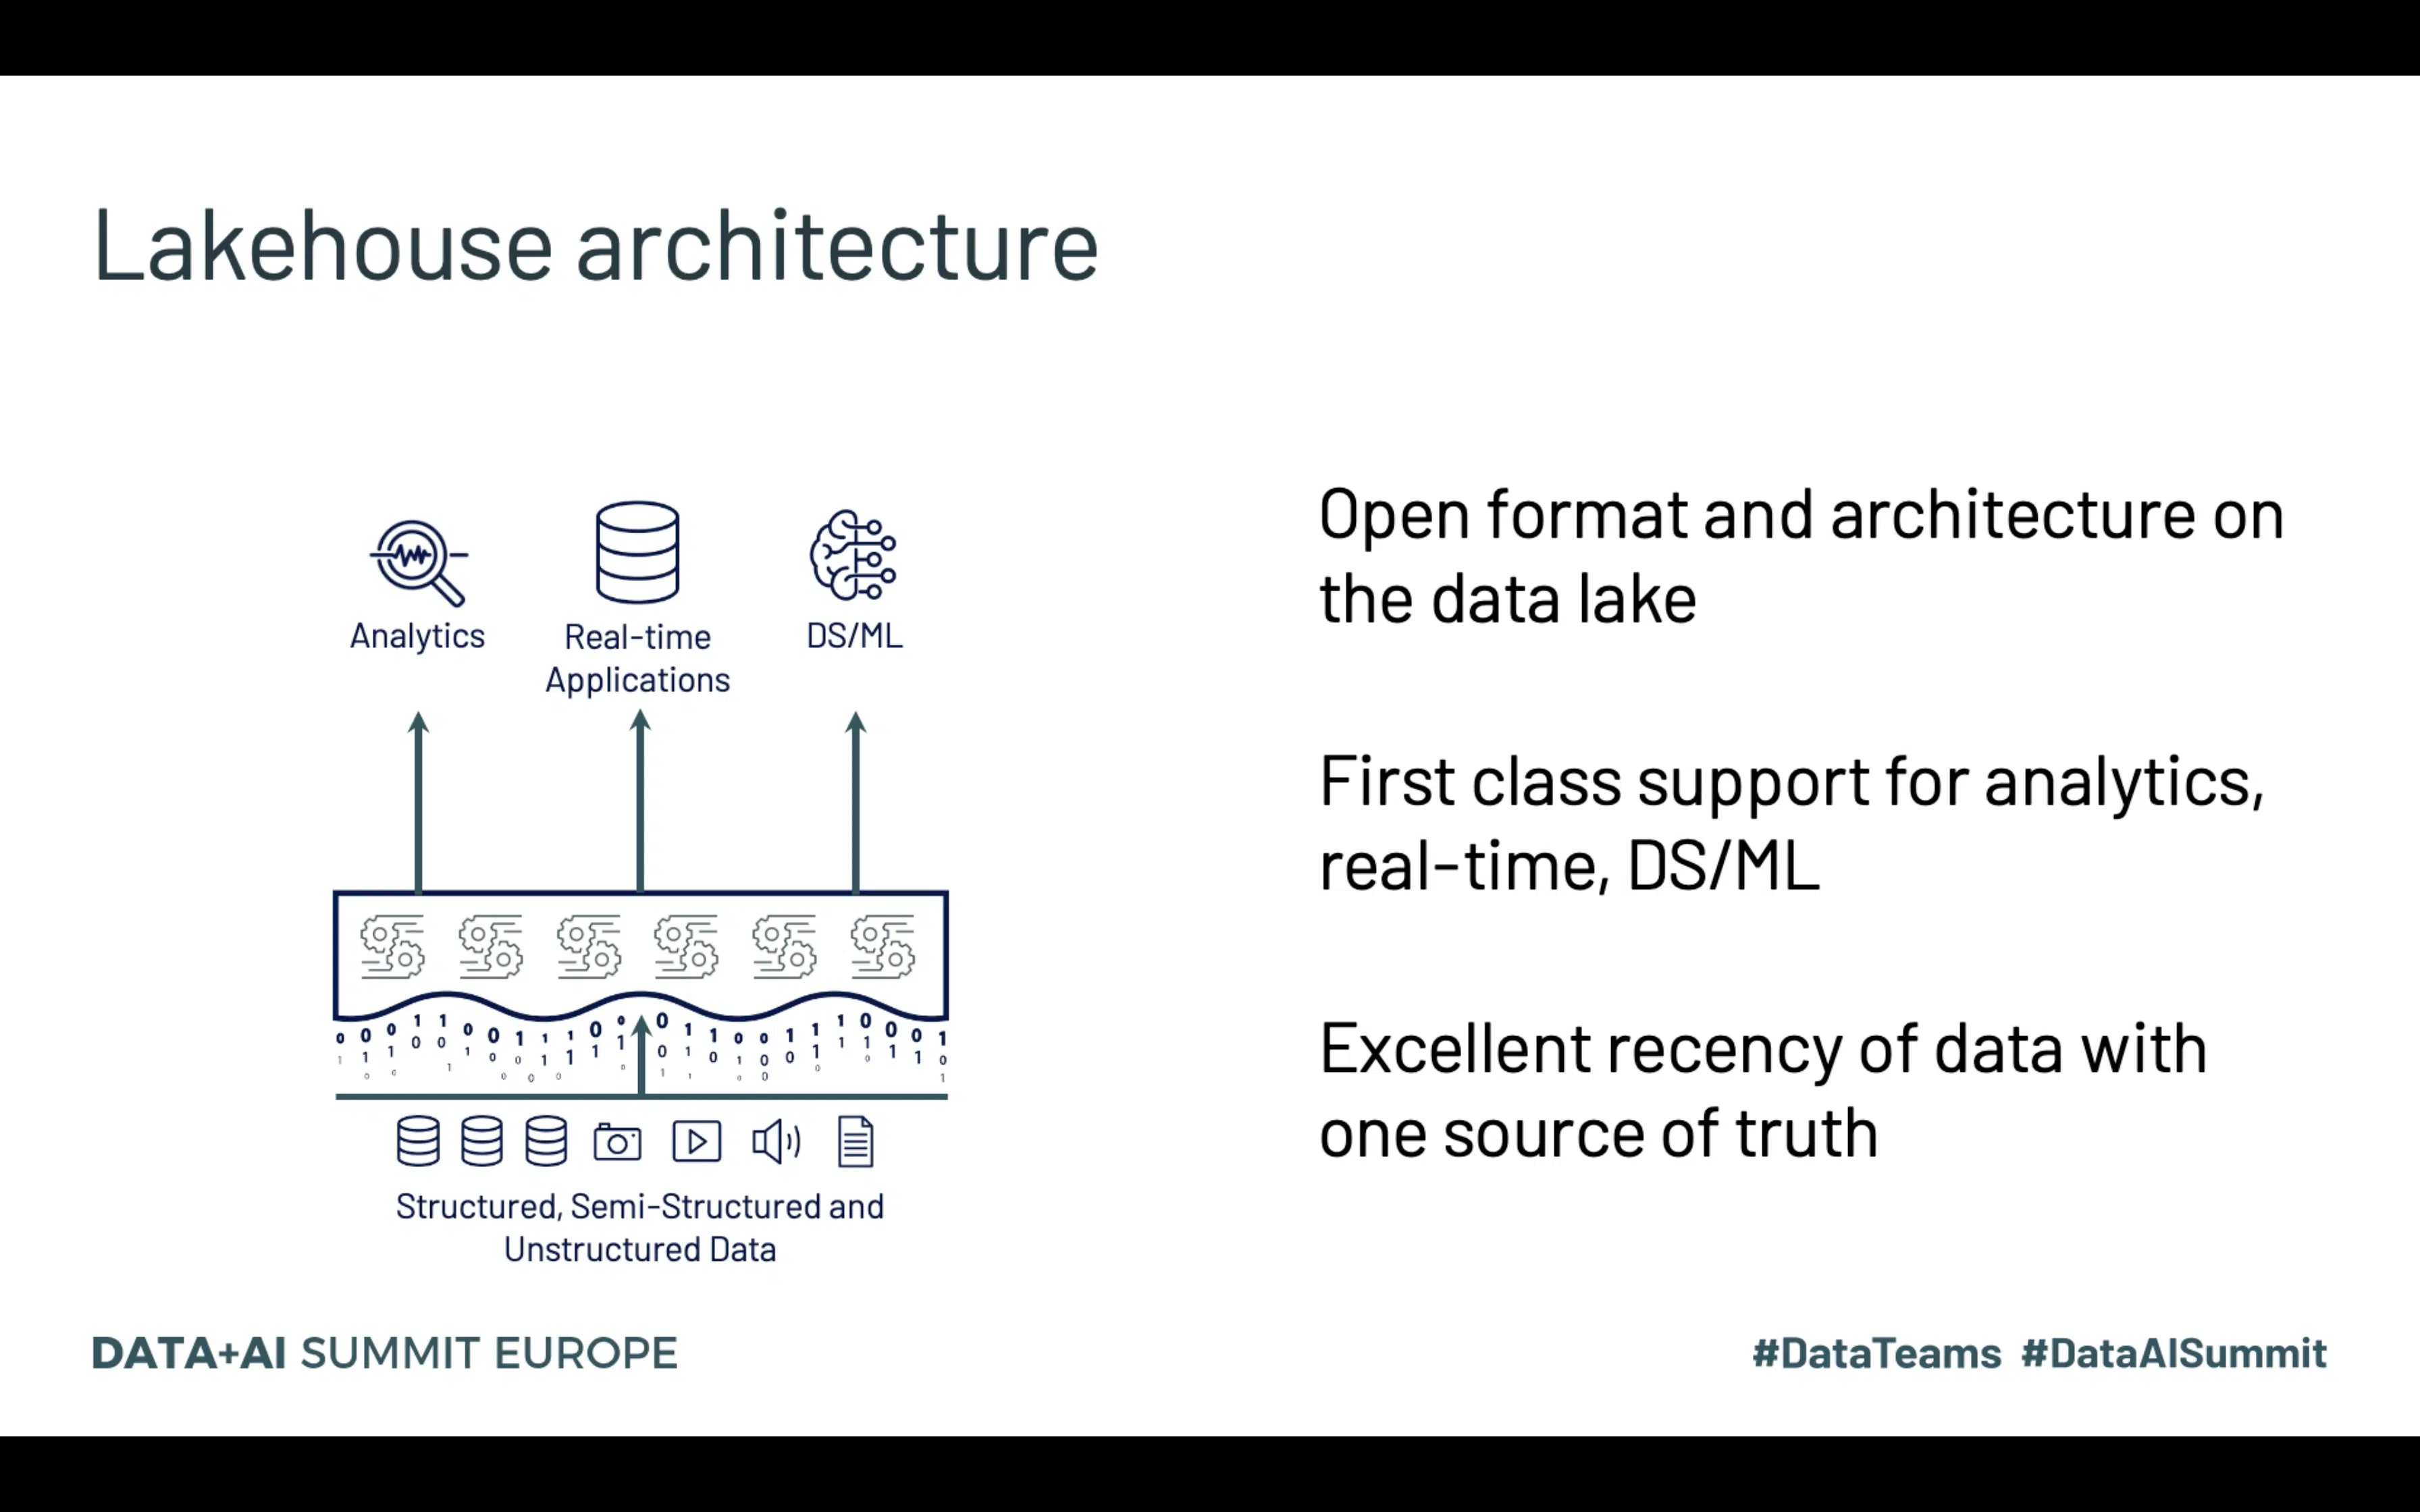 Lakehouse architecture
Analytics
Real-time
Applications
DS/ML
Structured, Semi-Structured and
Unstructured Data
Open format and architecture on
the data lake
First class support for analytics,
real-time, DS/ML
Excellent recency of data with
one source of truth
DATA+AI SUMMIT EUROPE
#DataTeams #DataAISummit